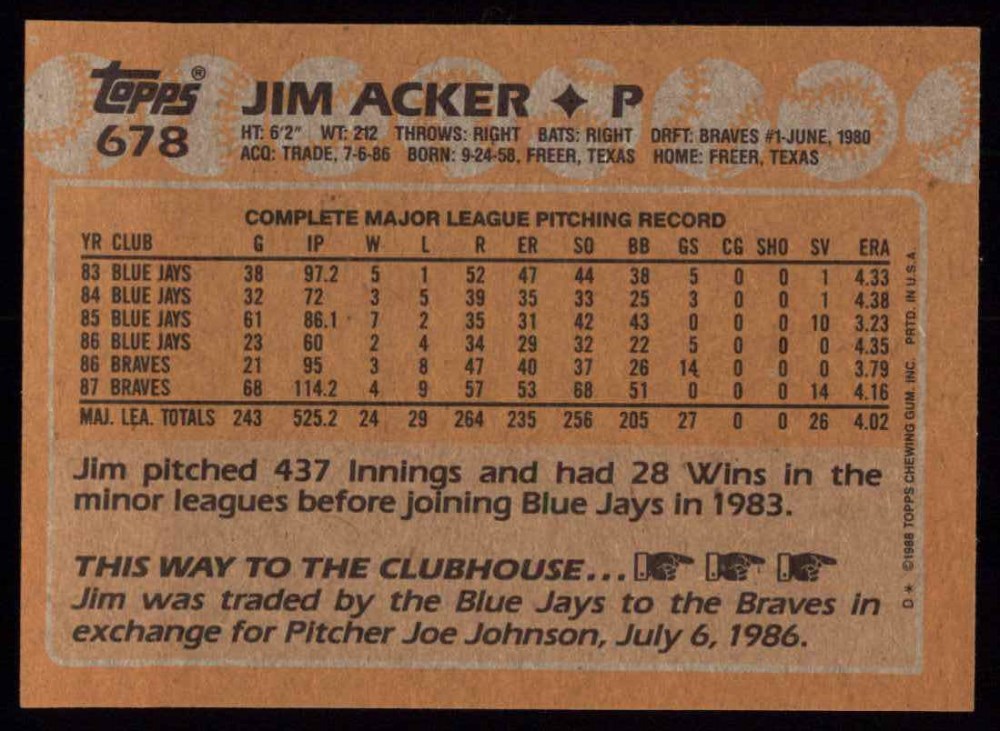 Topps®
678
JIM ACKER ✦ P
HT: 6'2" WT: 212 THROWS: RIGHT BATS: RIGHT DRFT: BRAVES #1-JUNE, 1980
ACQ: TRADE, 7-6-86 BORN: 9-24-58, FREER, TEXAS HOME: FREER, TEXAS
COMPLETE MAJOR LEAGUE PITCHING RECORD
YR CLUB G IP W L R ER SO BB GS CG SHO SV ERA
83 BLUE JAYS 38 97.2 5 1 52 47 44 38 5 0 0 1 4.33
84 BLUE JAYS 32 72 3 5 39 35 33 25 3 0 0 1 4.38
85 BLUE JAYS 61 86.1 7 2 35 31 42 43 0 0 0 10 3.23
86 BLUE JAYS 23 60 2 4 34 29 32 22 5 0 0 0 4.35
86 BRAVES 21 95 3 8 47 40 37 26 14 0 0 0 3.79
87 BRAVES 68 114.2 4 9 57 53 68 51 0 0 0 14 4.16
MAJ. LEA. TOTALS 243 525.2 24 29 264 235 256 205 27 0 0 26 4.02
Jim pitched 437 Innings and had 28 Wins in the
minor leagues before joining Blue Jays in 1983.
THIS WAY TO THE CLUBHOUSE...
Jim was traded by the Blue Jays to the Braves in
exchange for Pitcher Joe Johnson, July 6, 1986.
D* ©1988 TOPPS CHEWING GUM, INC. PRTD. IN U.S.A